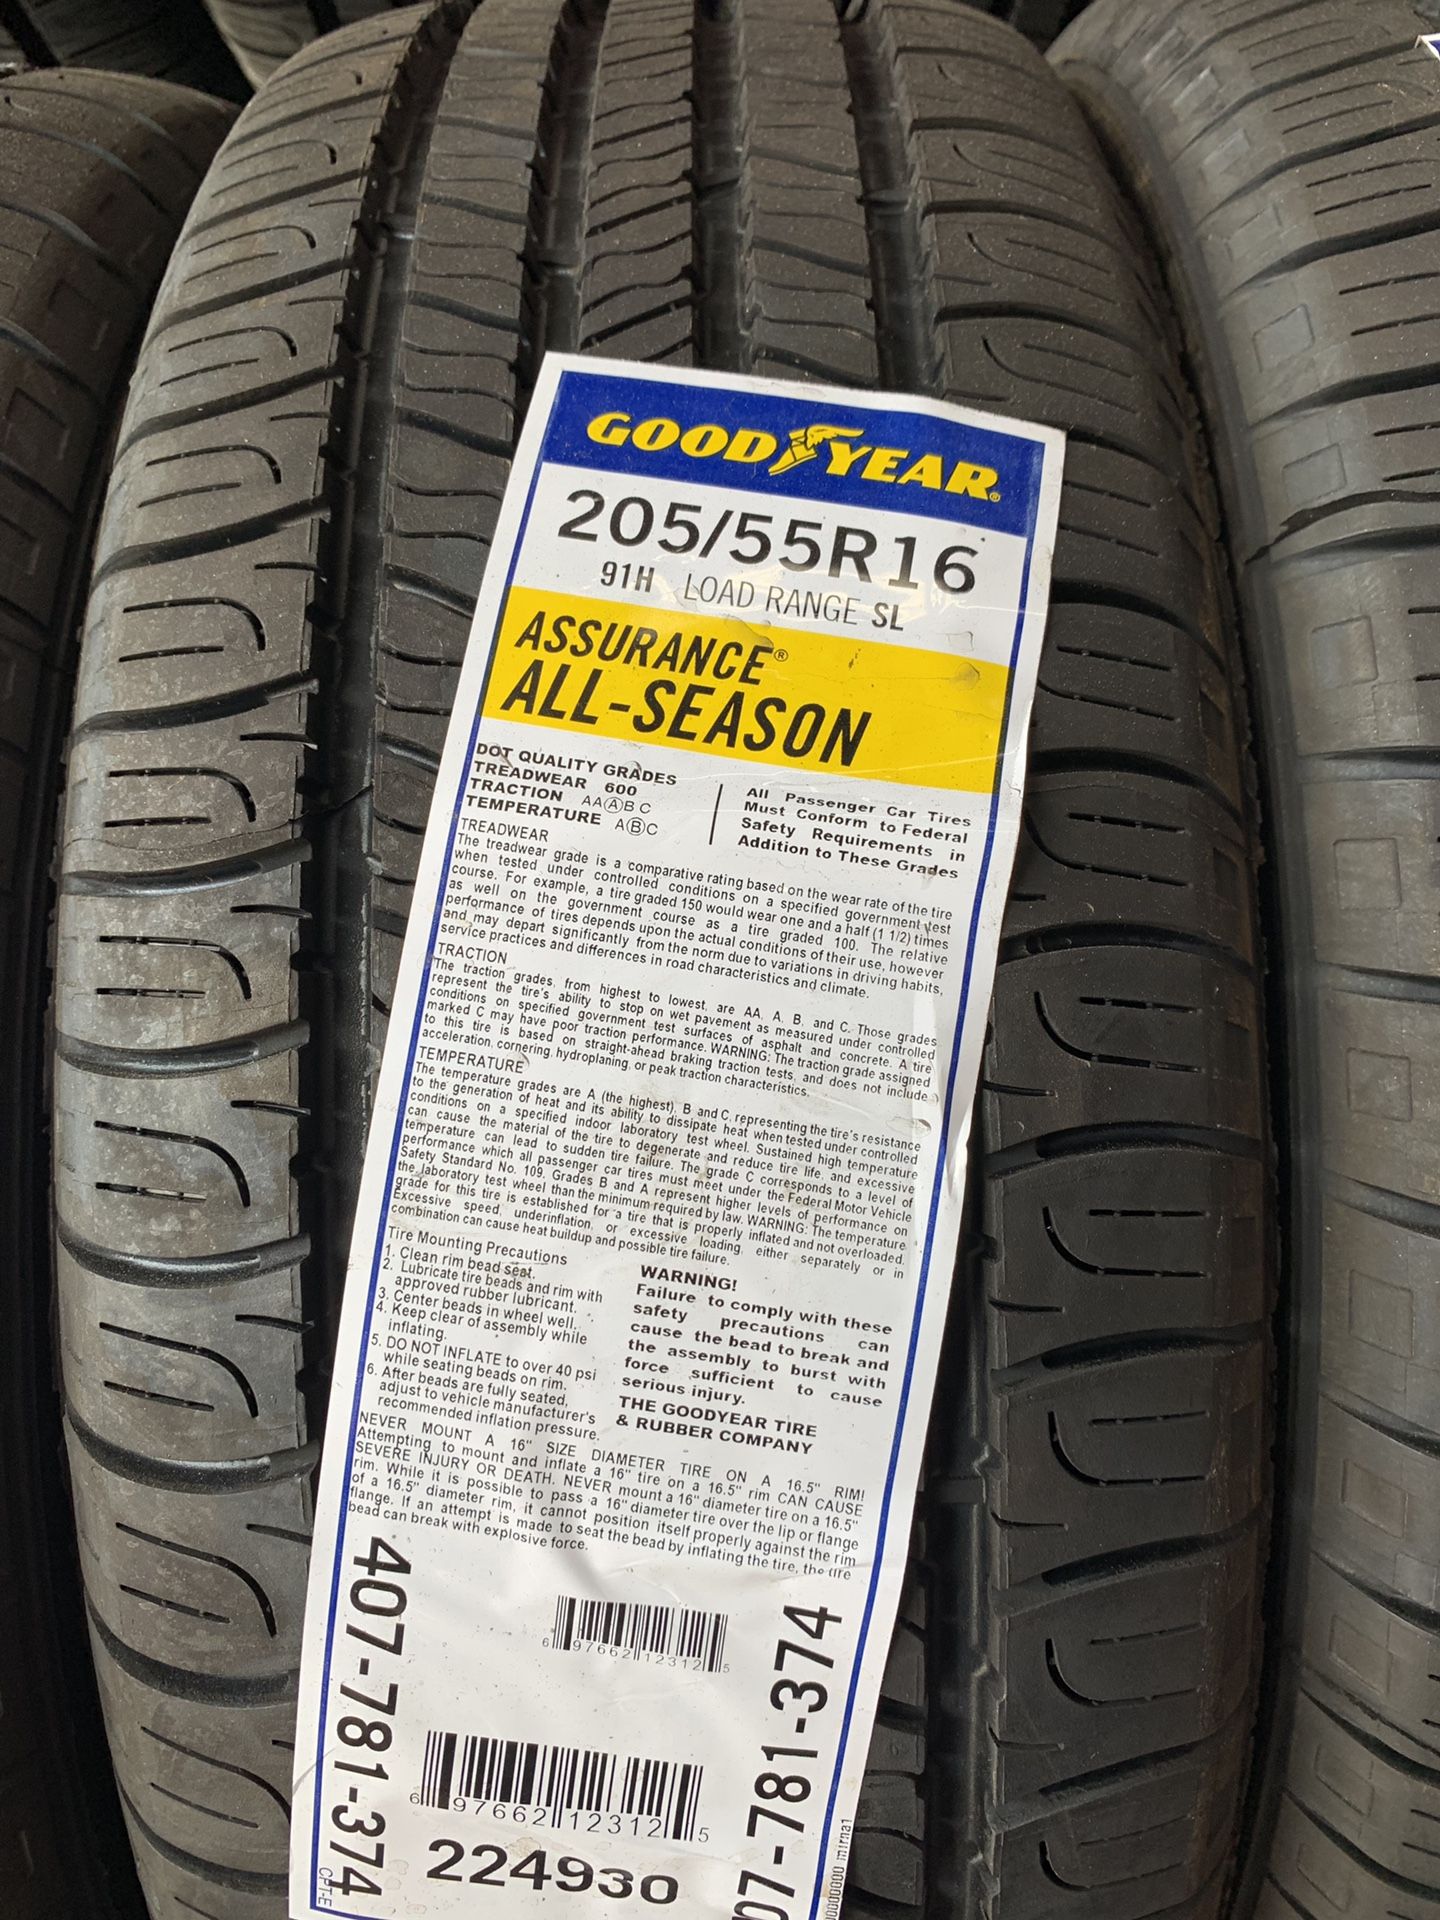 GOODYEAR®
205/55R16
91H LOAD RANGE SL
ASSURANCE®
ALL-SEASON
DOT QUALITY GRADES
TREADWEAR 600
TRACTION AA Ⓐ B C
TEMPERATURE A Ⓑ C
All Passenger Car Tires
Must Conform to Federal
Safety Requirements in
Addition to These Grades
TREADWEAR
The treadwear grade is a comparative rating based on the wear rate of the tire
when tested under controlled conditions on a specified government test
course. For example, a tire graded 150 would wear one and a half (1 1/2) times
as well on the government course as a tire graded 100. The relative
performance of tires depends upon the actual conditions of their use, however
and may depart significantly from the norm due to variations in driving habits,
service practices and differences in road characteristics and climate.
TRACTION
The traction grades, from highest to lowest, are AA, A, B, and C. Those grades
represent the tire's ability to stop on wet pavement as measured under controlled
conditions on specified government test surfaces of asphalt and concrete. A tire
marked C may have poor traction performance. WARNING: The traction grade assigned
to this tire is based on straight-ahead braking traction tests, and does not include
acceleration, cornering, hydroplaning, or peak traction characteristics.
TEMPERATURE
The temperature grades are A (the highest), B and C, representing the tire's resistance
to the generation of heat and its ability to dissipate heat when tested under controlled
conditions on a specified indoor laboratory test wheel. Sustained high temperature
can cause the material of the tire to degenerate and reduce tire life, and excessive
temperature can lead to sudden tire failure. The grade C corresponds to a level of
performance which all passenger car tires must meet under the Federal Motor Vehicle
Safety Standard No. 109. Grades B and A represent higher levels of performance on
the laboratory test wheel than the minimum required by law. WARNING: The temperature
grade for this tire is established for a tire that is properly inflated and not overloaded.
Excessive speed, underinflation, or excessive loading, either separately or in
combination can cause heat buildup and possible tire failure.
Tire Mounting Precautions
1. Clean rim bead seat.
2. Lubricate tire beads and rim with
approved rubber lubricant.
3. Center beads in wheel well.
4. Keep clear of assembly while
inflating.
5. DO NOT INFLATE to over 40 psi
while seating beads on rim.
6. After beads are fully seated,
adjust to vehicle manufacturer's
recommended inflation pressure.
WARNING!
Failure to comply with these
safety precautions can
cause the bead to break and
the assembly to burst with
force sufficient to cause
serious injury.
THE GOODYEAR TIRE
& RUBBER COMPANY
NEVER MOUNT A 16" SIZE DIAMETER TIRE ON A 16.5" RIM!
Attempting to mount and inflate a 16" tire on a 16.5" rim CAN CAUSE
SEVERE INJURY OR DEATH. NEVER mount a 16" diameter tire on a 16.5"
rim. While it is possible to pass a 16" diameter tire over the lip or flange
of a 16.5" diameter rim, it cannot position itself properly against the rim
flange. If an attempt is made to seat the bead by inflating the tire, the tire
bead can break with explosive force.
407-781-374
6 97662 12312 5
6 97662 12312 5
224930
07-781-374
CPT-E
mirna1